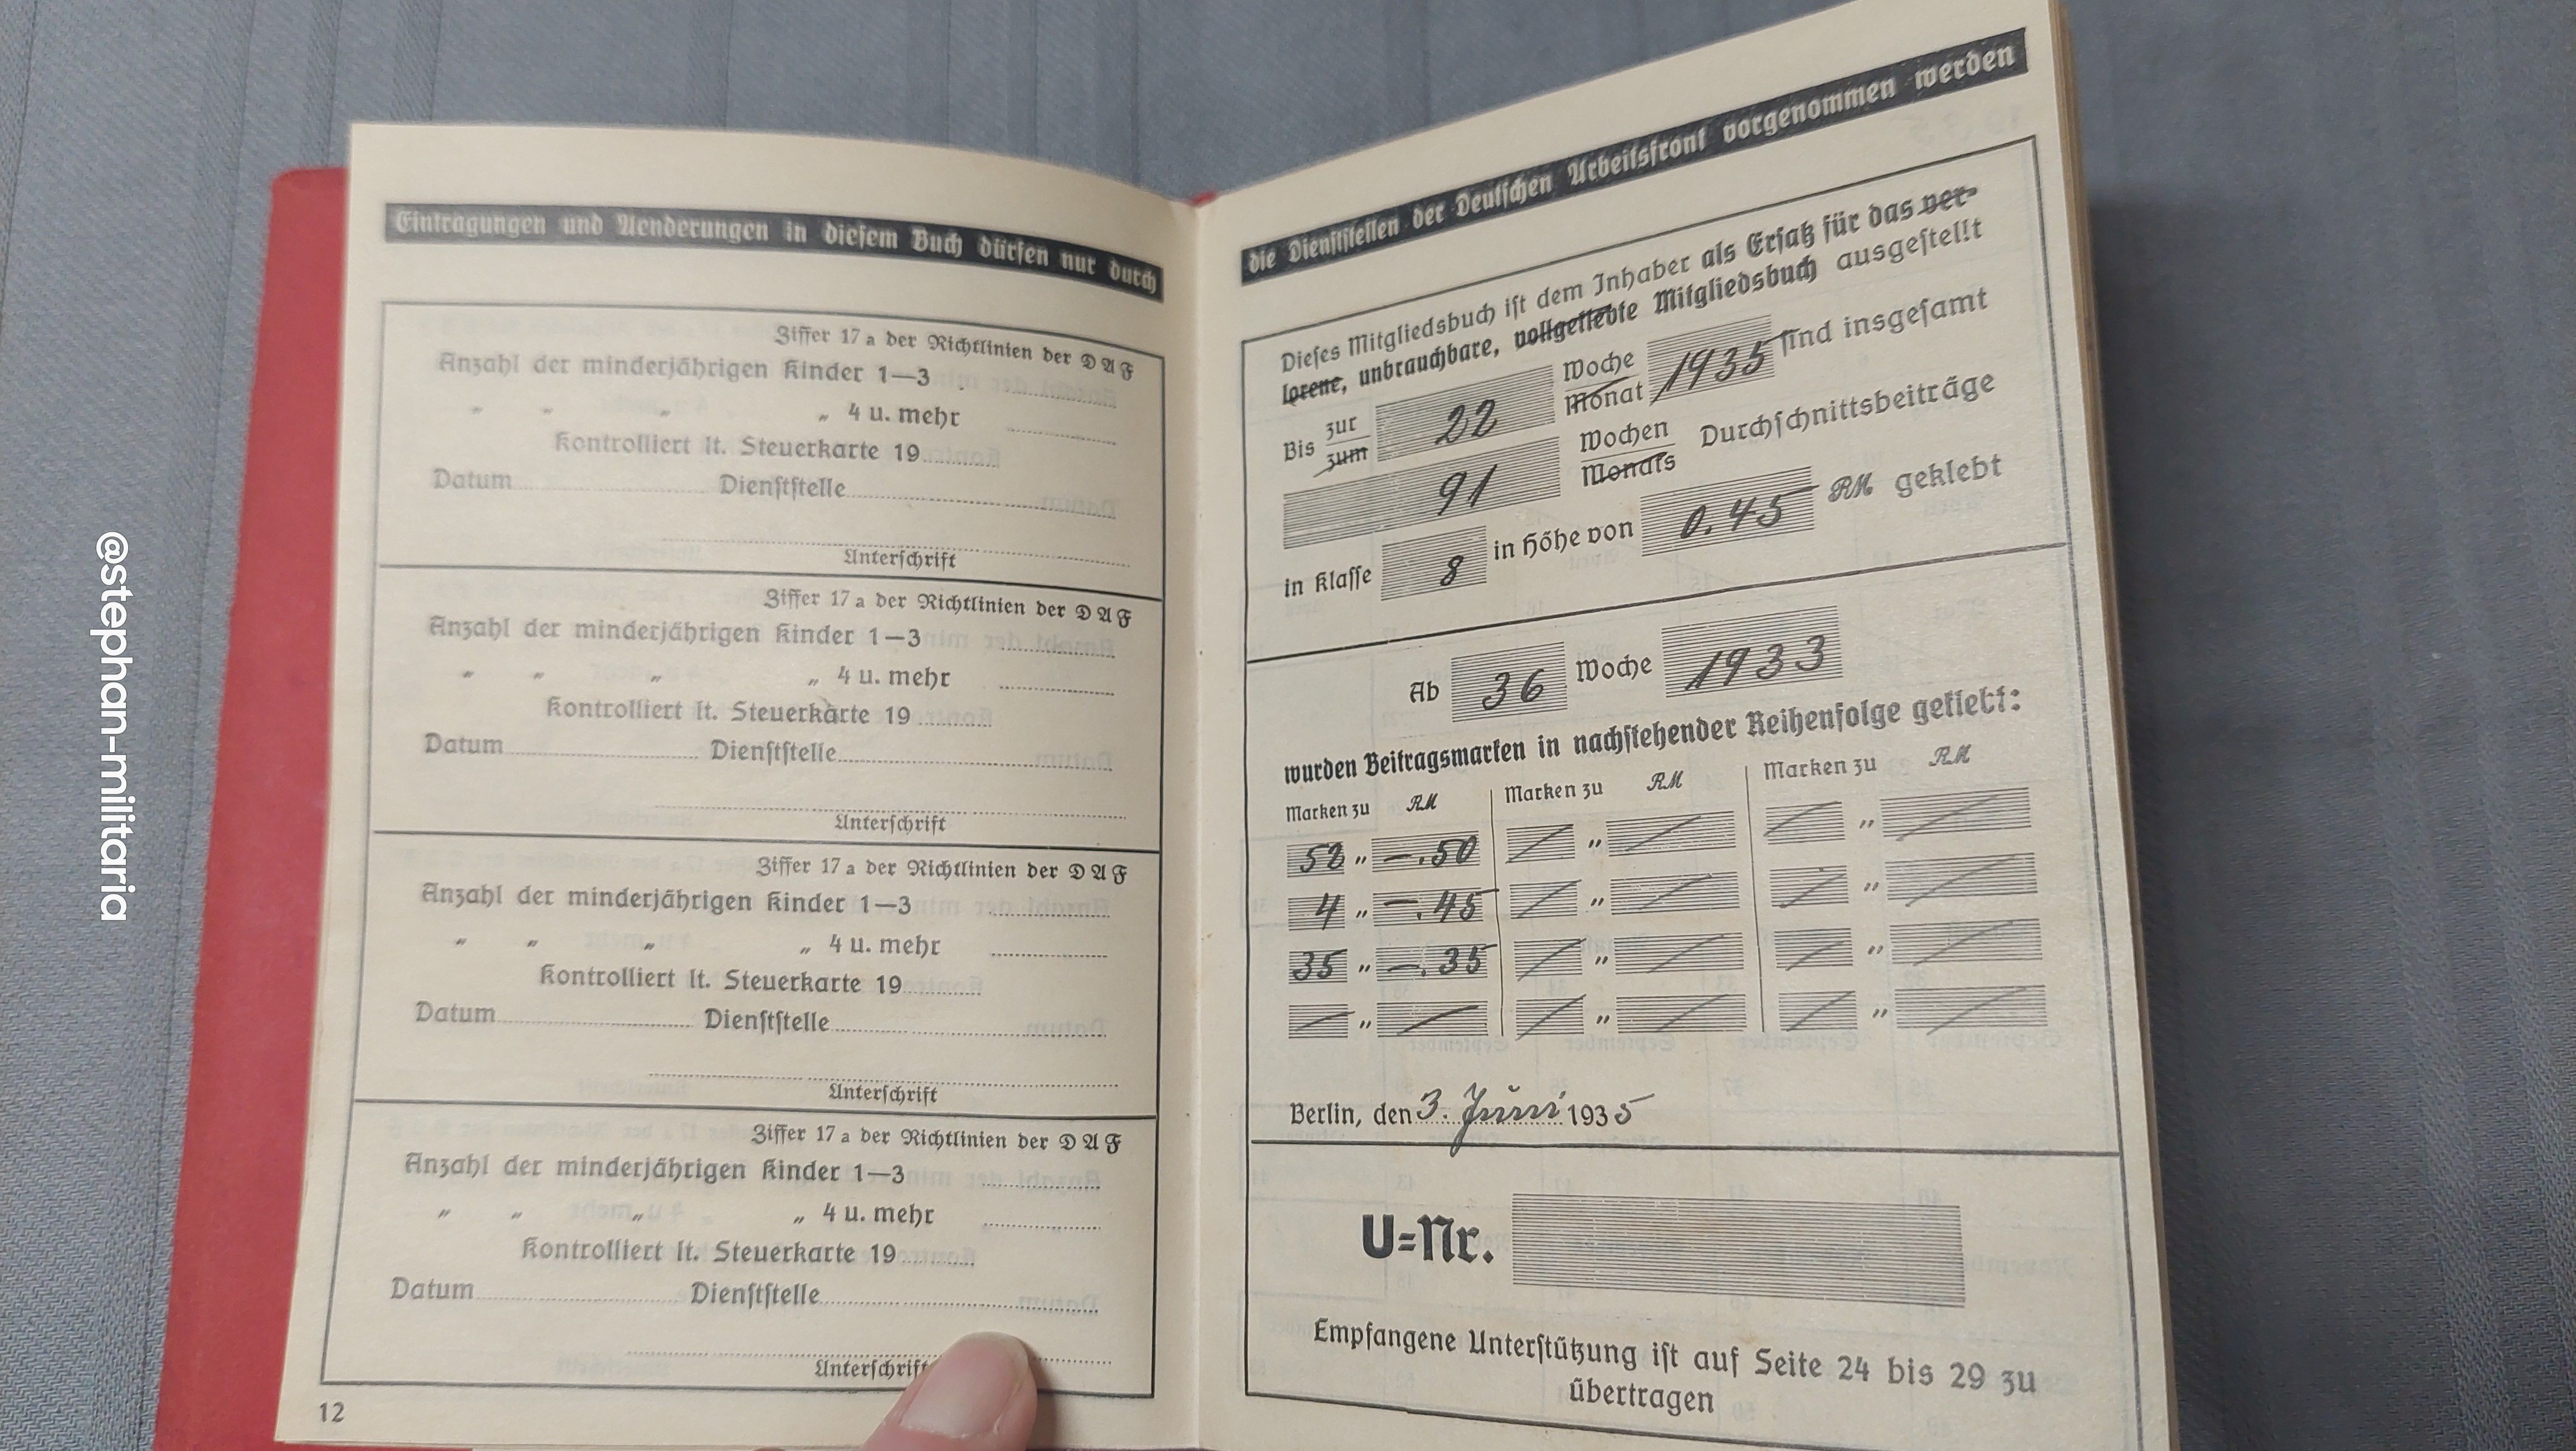 @stephan-militaria
Eintragungen und Aenderungen in diesem Buch dürfen nur durch
Ziffer 17 a der Richtlinien der DAF
Anzahl der minderjährigen Kinder 1—3
„ „ „ „ 4 u. mehr
Kontrolliert lt. Steuerkarte 19
Datum Dienststelle
Unterschrift
Ziffer 17 a der Richtlinien der DAF
Anzahl der minderjährigen Kinder 1—3
„ „ „ „ 4 u. mehr
Kontrolliert lt. Steuerkarte 19
Datum Dienststelle
Unterschrift
Ziffer 17 a der Richtlinien der DAF
Anzahl der minderjährigen Kinder 1—3
„ „ „ „ 4 u. mehr
Kontrolliert lt. Steuerkarte 19
Datum Dienststelle
Unterschrift
Ziffer 17 a der Richtlinien der DAF
Anzahl der minderjährigen Kinder 1—3
„ „ „ „ 4 u. mehr
Kontrolliert lt. Steuerkarte 19
Datum Dienststelle
Unterschrift
12
die Dienststellen der Deutschen Arbeitsfront vorgenommen werden
Dieses Mitgliedsbuch ist dem Inhaber als Ersatz für das ver-
lorene, unbrauchbare, vollgeklebte Mitgliedsbuch ausgestellt
Bis zur zum 22 Woche Monat 1935 sind insgesamt
91 Wochen Monats Durchschnittsbeiträge
in Klasse 8 in Höhe von 0.45 RM geklebt
Ab 36 Woche 1933
wurden Beitragsmarken in nachstehender Reihenfolge geklebt:
Marken zu RM Marken zu RM Marken zu RM
52 „ —.50 „ „
4 „ —.45 „ „
35 „ —.35 „ „
„ „ „
Berlin, den 3. Juni 1935
U=Nr.
Empfangene Unterstützung ist auf Seite 24 bis 29 zu
übertragen